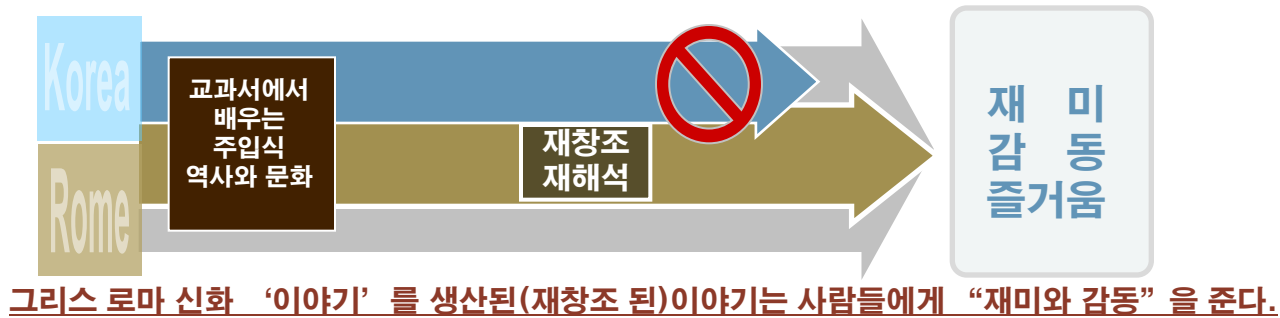 Korea
교과서에서
배우는
주입식
역사와 문화
재창조
재해석
Rome
재 미
감 동
즐거움
그리스 로마 신화 ‘이야기’를 생산된(재창조 된)이야기는 사람들에게 “재미와 감동”을 준다.